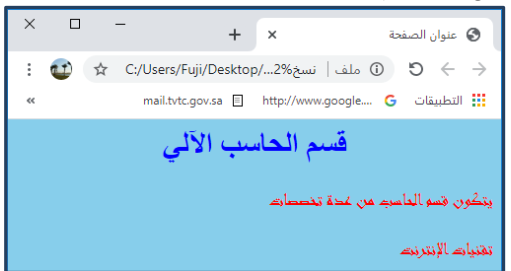 عنوان الصفحة
ملف | نسخ%2.../C:/Users/Fuji/Desktop
التطبيقات http://www.google.... mail.tvtc.gov.sa
قسم الحاسب الآلي
يتكون قسم الحاسب من عدة تخصصات
تقنيات الإنترنت